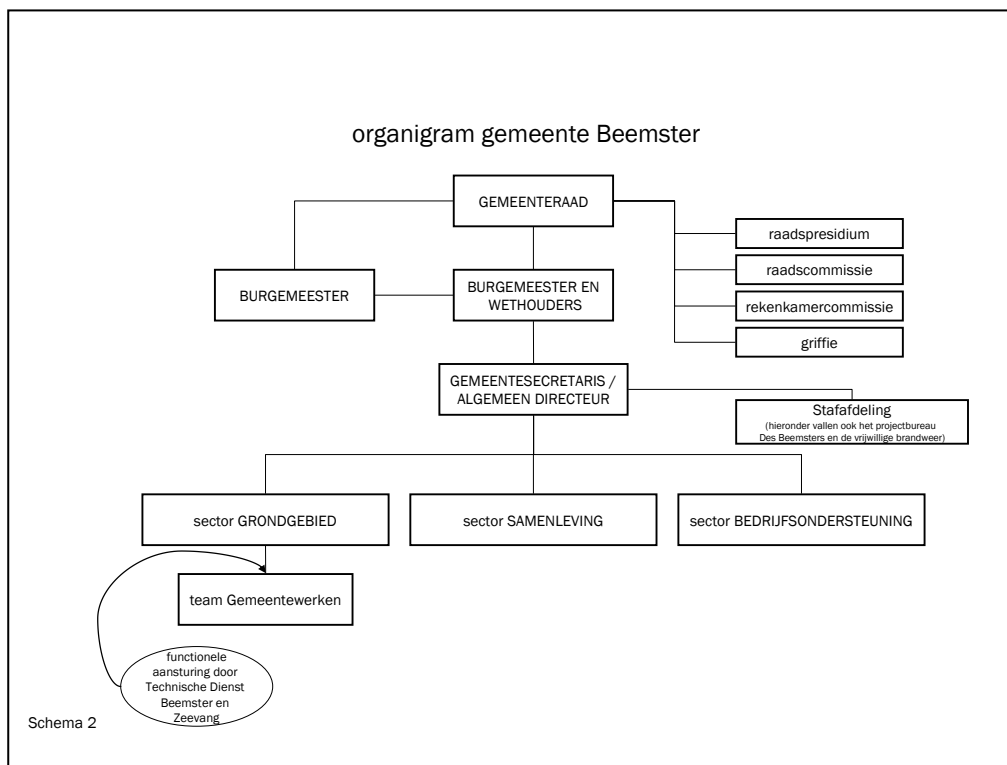 organigram gemeente Beemster
GEMEENTERAAD
raadspresidium
raadscommissie
rekenkamercommissie
griffie
BURGEMEESTER
BURGEMEESTER EN
WETHOUDERS
GEMEENTESECRETARIS /
ALGEMEEN DIRECTEUR
Stafafdeling
(hieronder vallen ook het projectbureau
Des Beemsters en de vrijwillige brandweer)
sector GRONDGEBIED
sector SAMENLEVING
sector BEDRIJFSONDERSTEUNING
team Gemeentewerken
functionele
aansturing door
Technische Dienst
Beemster en
Zeevang
Schema 2